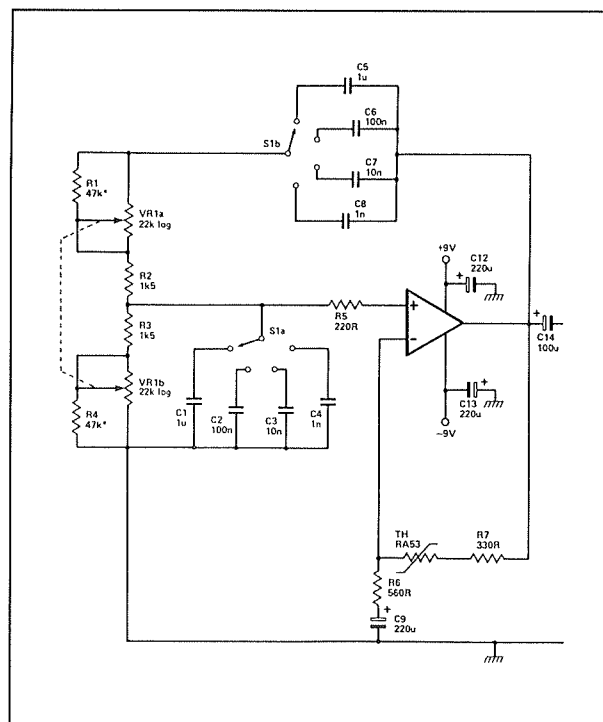 C5
1u
C6
100n
S1b
C7
10n
R1
47k*
VR1a
22k log
C8
1n
+9V
+
C12
220u
R2
1k5
R5
220R
+
−
+
C14
100u
R3
1k5
S1a
VR1b
22k log
+
C13
220u
R4
47k*
C1
1u
C2
100n
C3
10n
C4
1n
−9V
TH
RA53
R7
330R
R6
560R
+
C9
220u